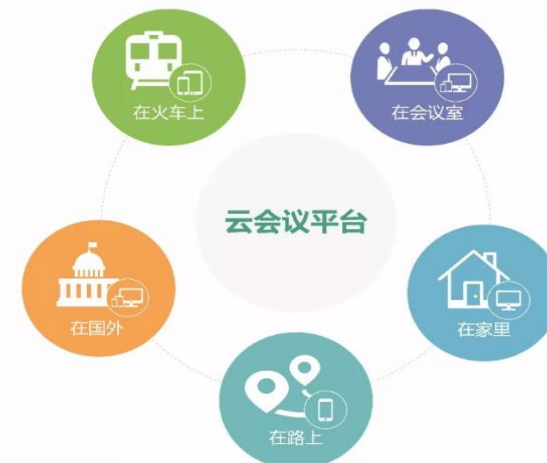 在火车上
在会议室
云会议平台
在国外
在家里
在路上